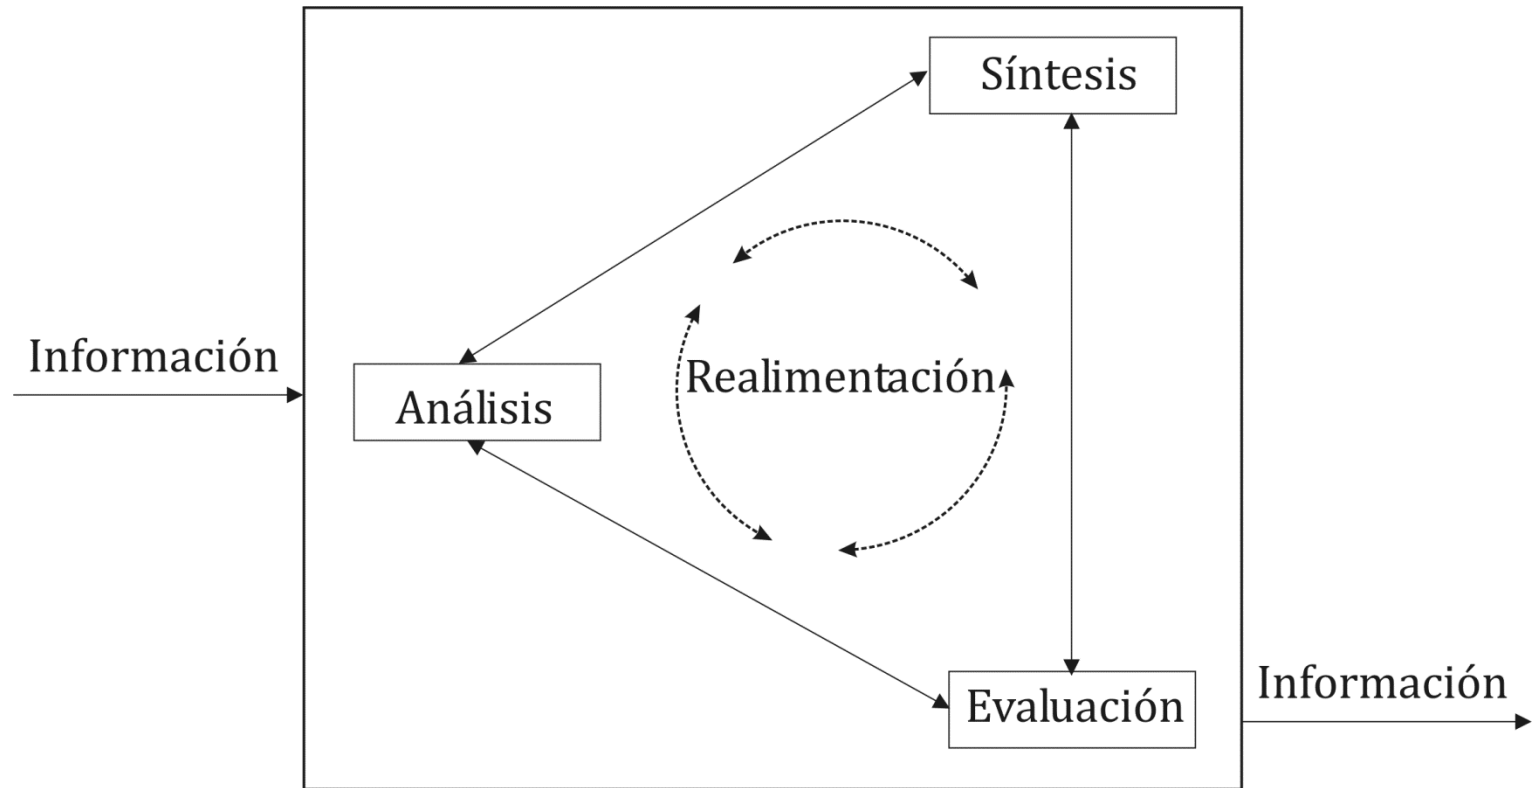 Síntesis
Información
Realimentación
Análisis
Evaluación
Información